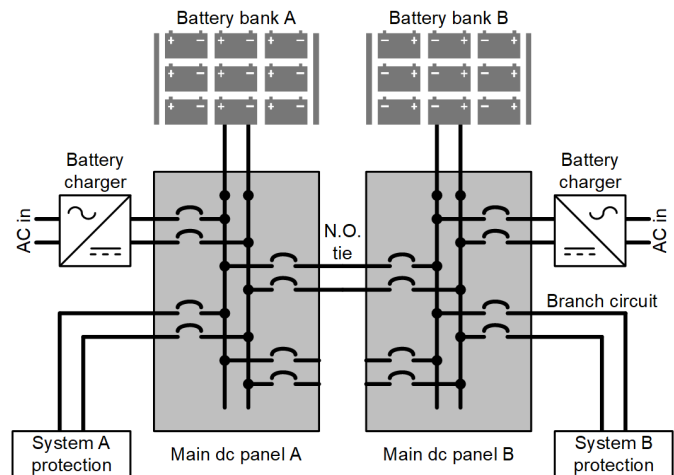 Battery bank A
Battery bank B
Battery
charger
Battery
charger
AC in
AC in
N.O.
tie
Branch circuit
System A
protection
Main dc panel A
Main dc panel B
System B
protection